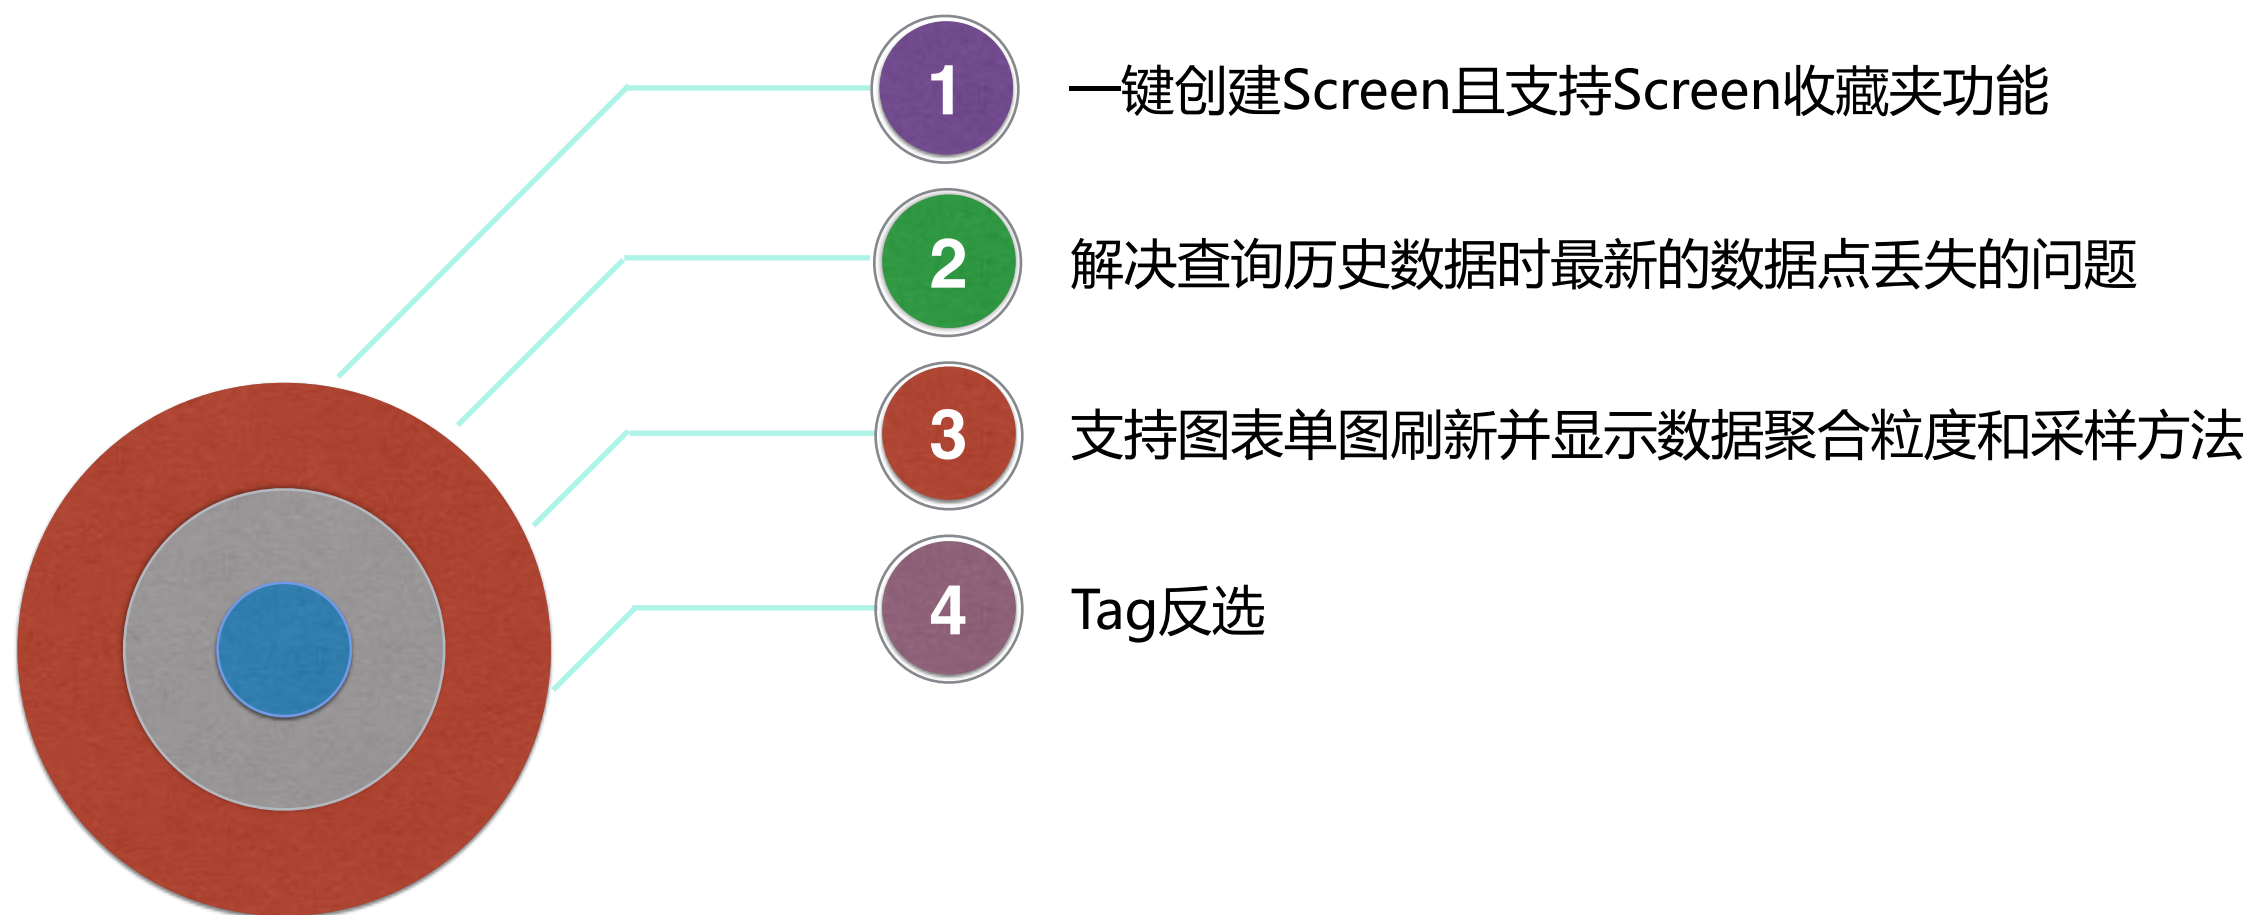 1
一键创建Screen且支持Screen收藏夹功能
2
解决查询历史数据时最新的数据点丢失的问题
3
支持图表单图刷新并显示数据聚合粒度和采样方法
4
Tag反选